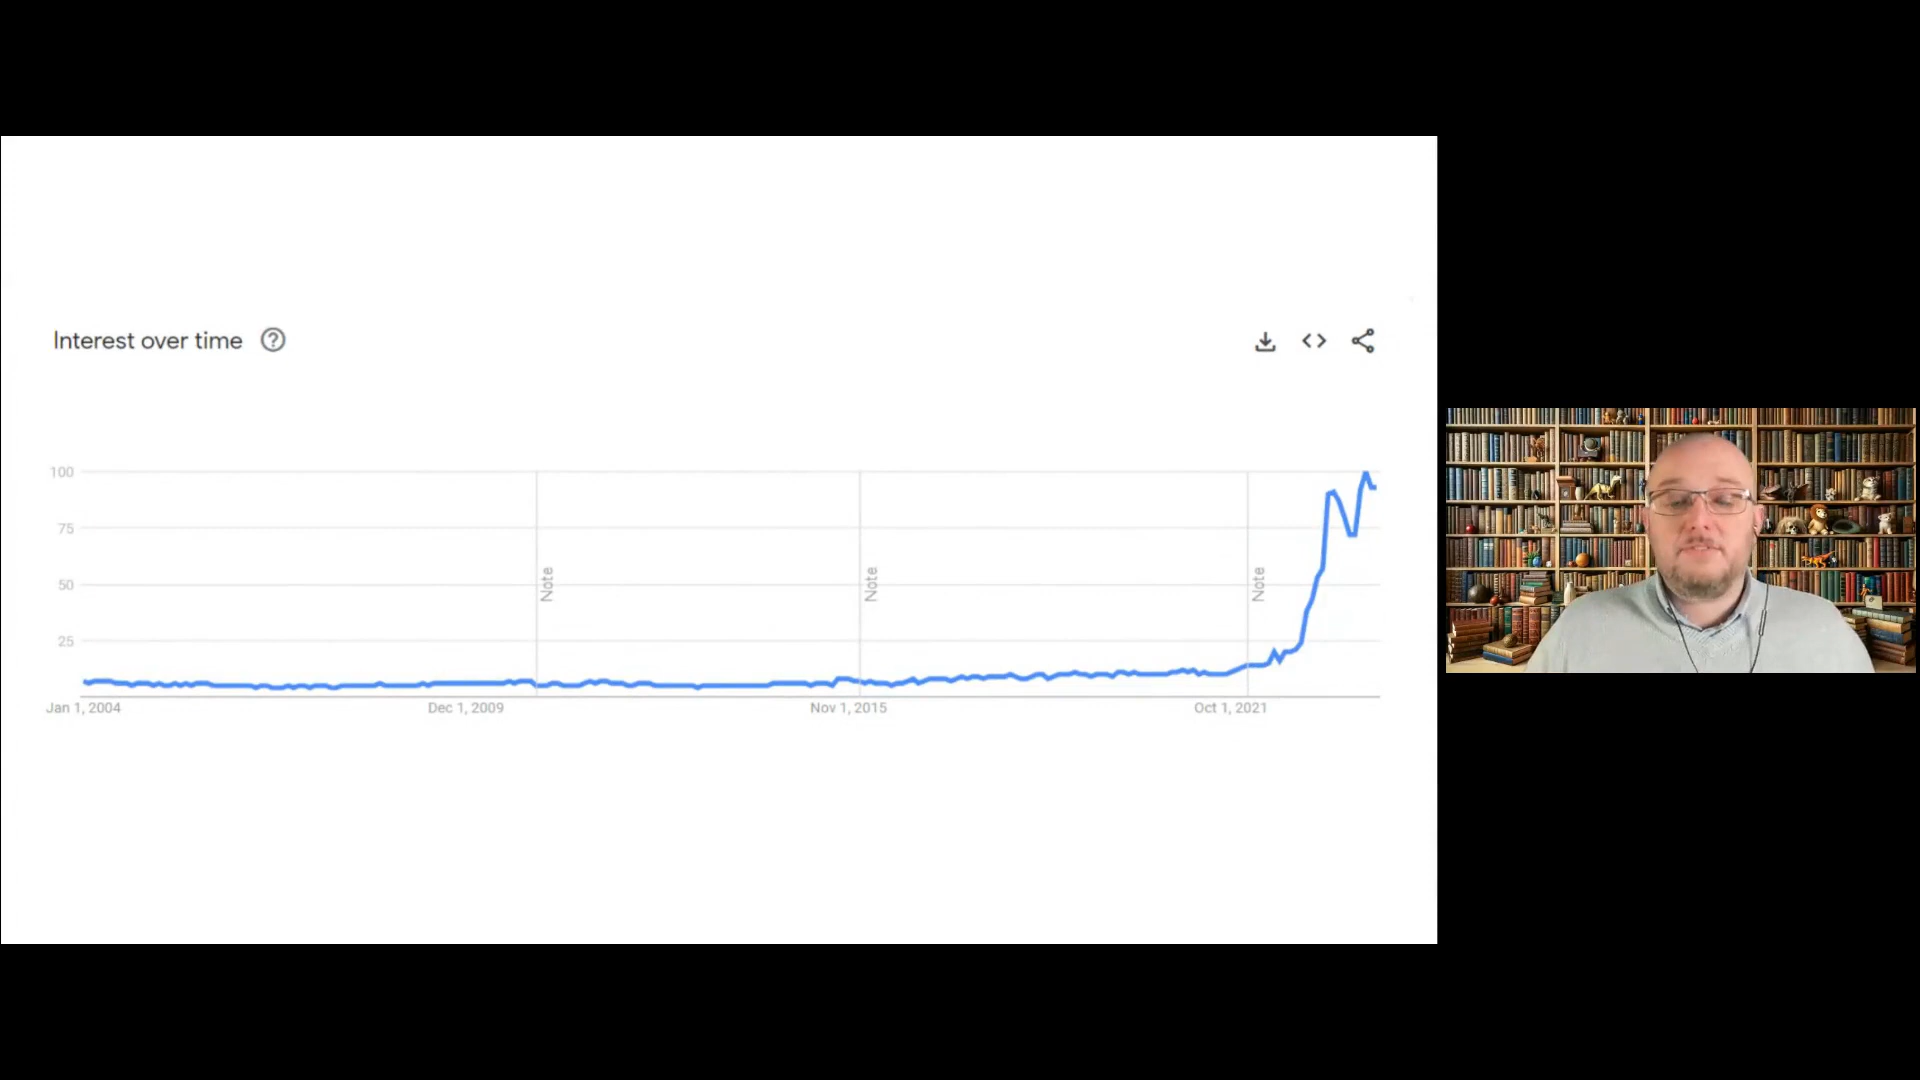 Interest over time
100
75
50
25
Note
Note
Note
Jan 1, 2004
Dec 1, 2009
Nov 1, 2015
Oct 1, 2021